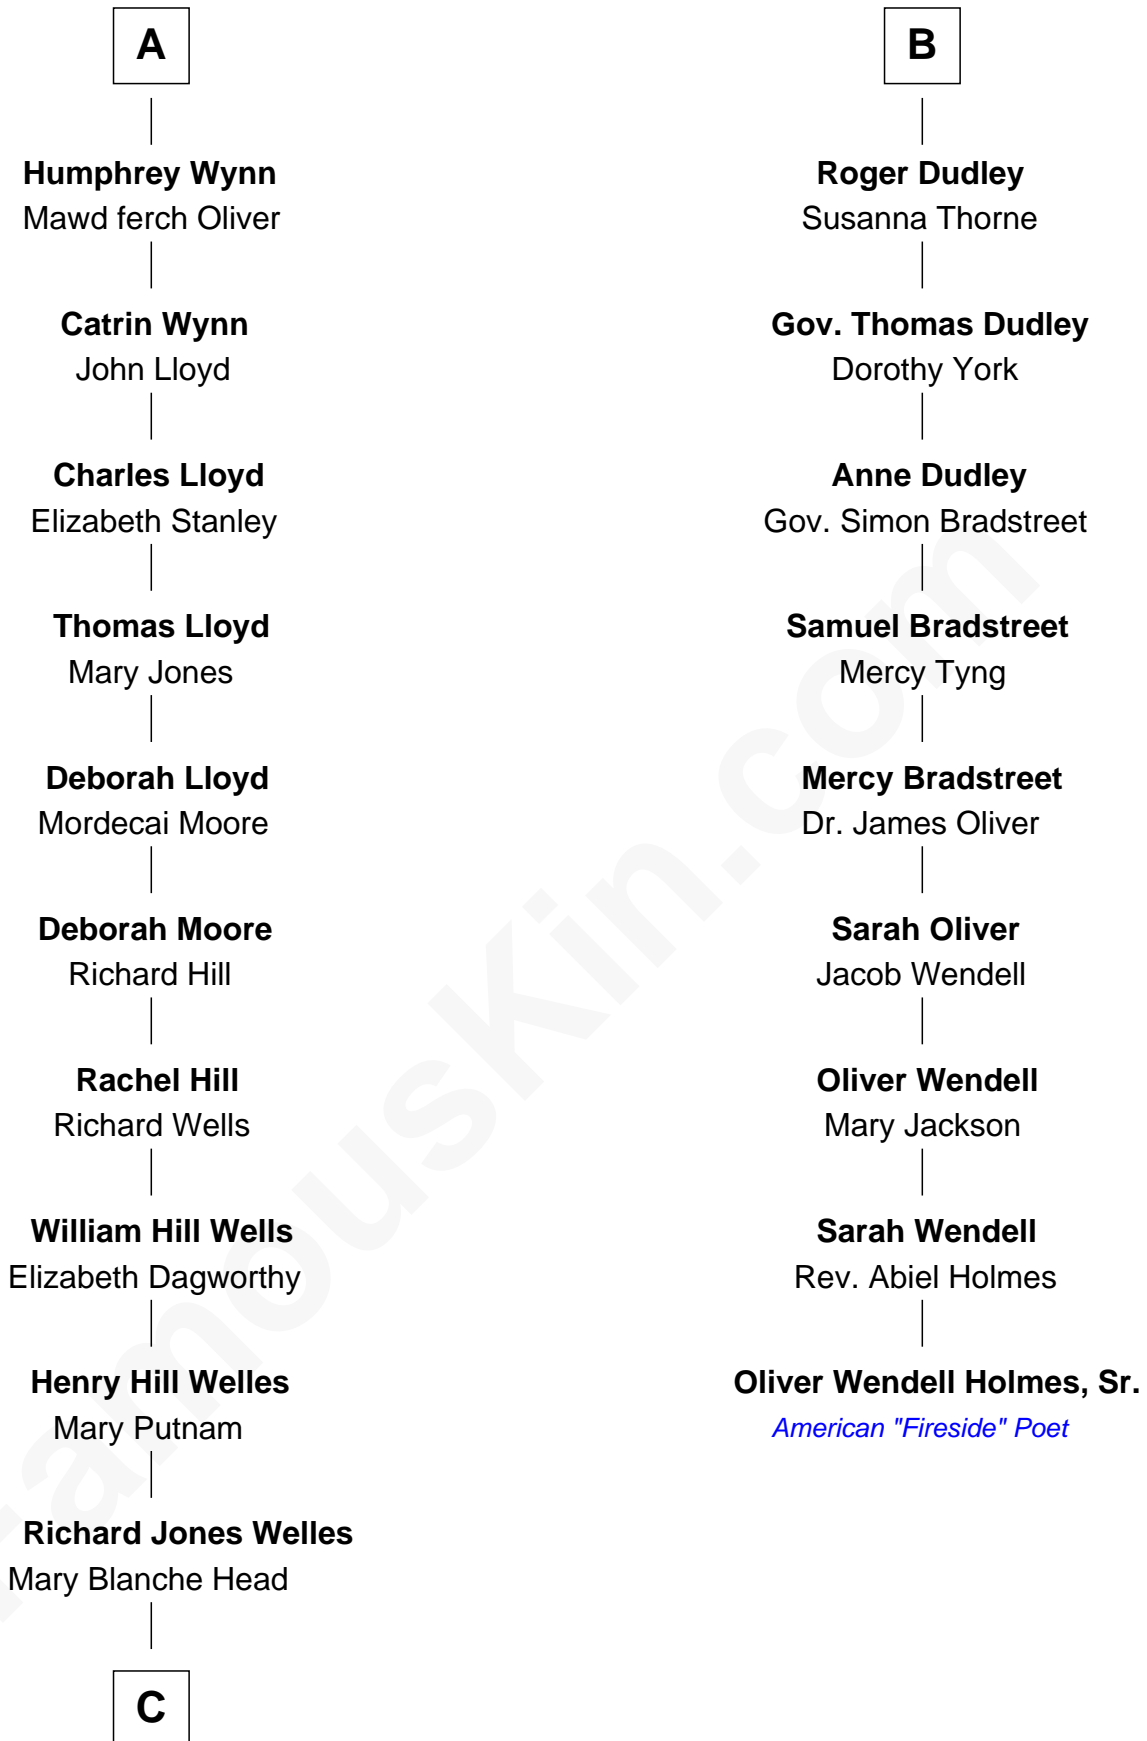 A
Humphrey Wynn
Mawd ferch Oliver
Catrin Wynn
John Lloyd
Charles Lloyd
Elizabeth Stanley
Thomas Lloyd
Mary Jones
Deborah Lloyd
Mordecai Moore
Deborah Moore
Richard Hill
Rachel Hill
Richard Wells
William Hill Wells
Elizabeth Dagworthy
Henry Hill Welles
Mary Putnam
Richard Jones Welles
Mary Blanche Head
C
B
Roger Dudley
Susanna Thorne
Gov. Thomas Dudley
Dorothy York
Anne Dudley
Gov. Simon Bradstreet
Samuel Bradstreet
Mercy Tyng
Mercy Bradstreet
Dr. James Oliver
Sarah Oliver
Jacob Wendell
Oliver Wendell
Mary Jackson
Sarah Wendell
Rev. Abiel Holmes
Oliver Wendell Holmes, Sr.
American "Fireside" Poet
FamousKin.com